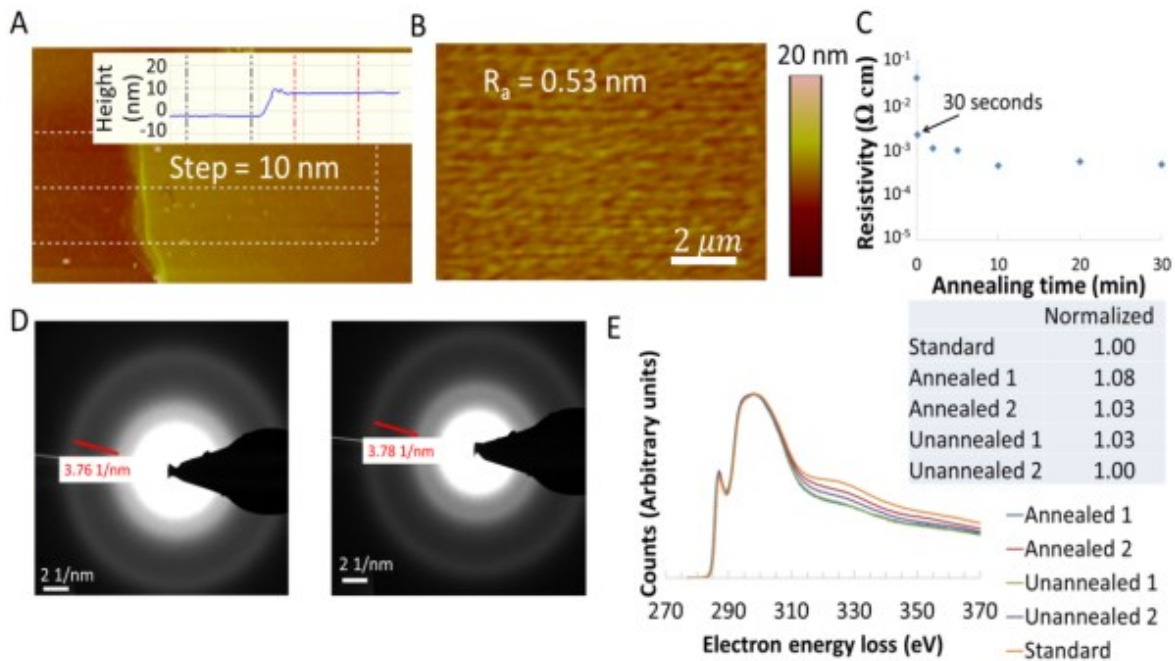 A
Height
(nm)
20
10
0
-10
Step = 10 nm
B
Rₐ = 0.53 nm
2 μm
20 nm
C
Resistivity (Ω cm)
10⁻¹
10⁻²
10⁻³
10⁻⁴
10⁻⁵
30 seconds
0 10 20 30
Annealing time (min)
D
3.76 1/nm
2 1/nm
3.78 1/nm
2 1/nm
E
Normalized
Standard 1.00
Annealed 1 1.08
Annealed 2 1.03
Unannealed 1 1.03
Unannealed 2 1.00
Counts (Arbitrary units)
270 290 310 330 350 370
Electron energy loss (eV)
Annealed 1
Annealed 2
Unannealed 1
Unannealed 2
Standard